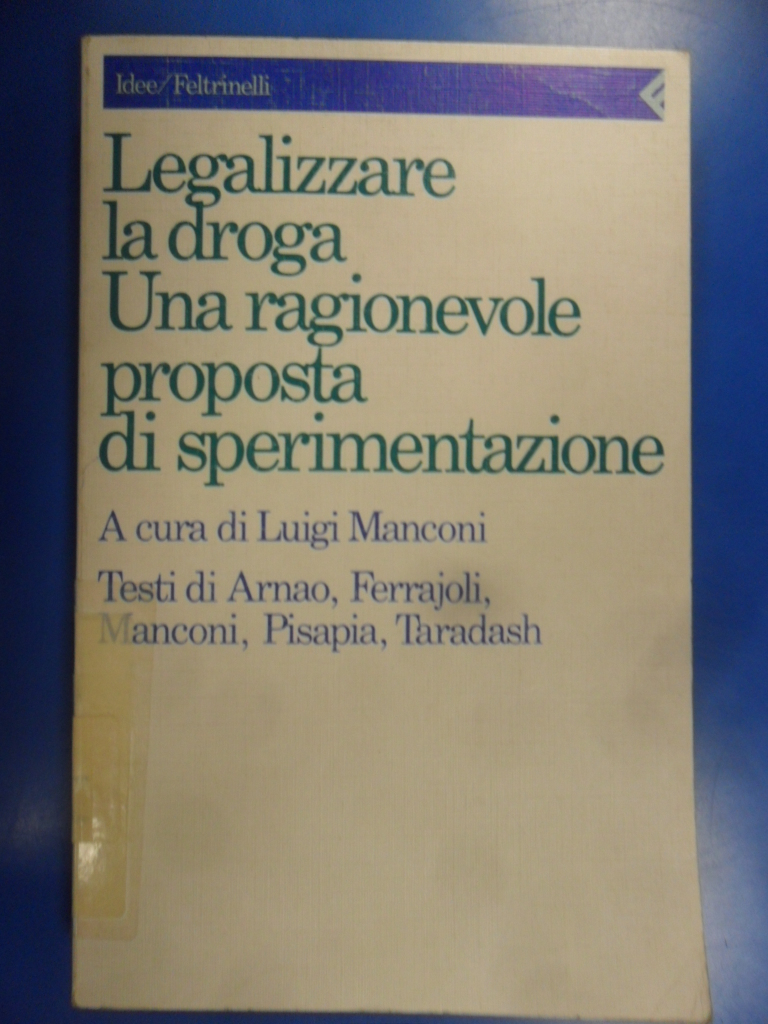 Idee/Feltrinelli
Legalizzare
la droga
Una ragionevole
proposta
di sperimentazione
A cura di Luigi Manconi
Testi di Arnao, Ferrajoli,
Manconi, Pisapia, Taradash